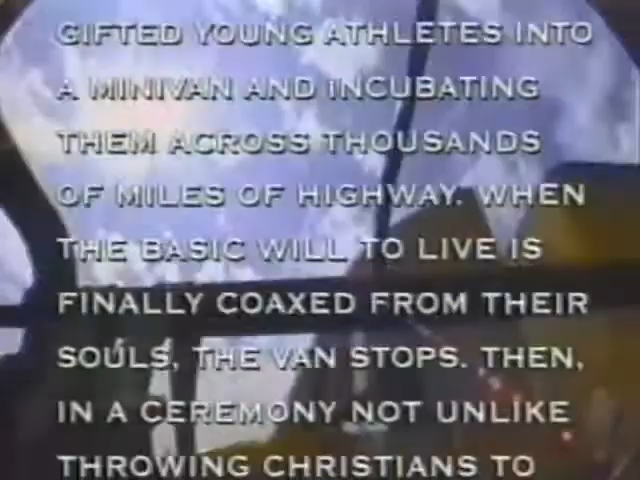 GIFTED YOUNG ATHLETES INTO
A MINIVAN AND INCUBATING
THEM ACROSS THOUSANDS
OF MILES OF HIGHWAY. WHEN
THE BASIC WILL TO LIVE IS
FINALLY COAXED FROM THEIR
SOULS, THE VAN STOPS. THEN,
IN A CEREMONY NOT UNLIKE
THROWING CHRISTIANS TO